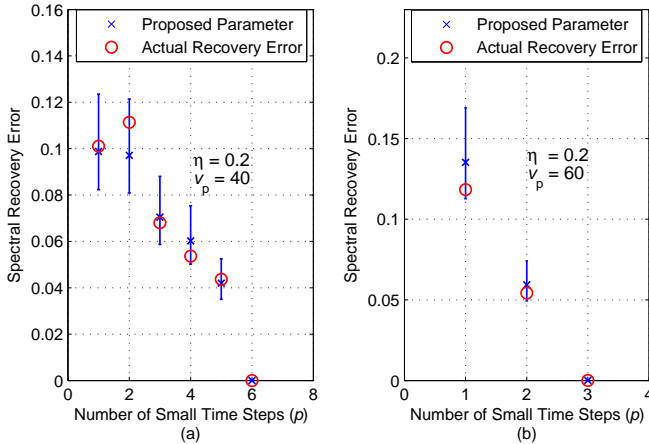 Proposed Parameter
Actual Recovery Error
0.16
0.14
0.12
0.1
0.08
0.06
0.04
0.02
0
Spectral Recovery Error
η = 0.2
vp = 40
0 2 4 6 8
Number of Small Time Steps (p)
(a)
Proposed Parameter
Actual Recovery Error
0.2
0.15
0.1
0.05
0
Spectral Recovery Error
η = 0.2
vp = 60
0 1 2 3 4
Number of Small Time Steps (p)
(b)